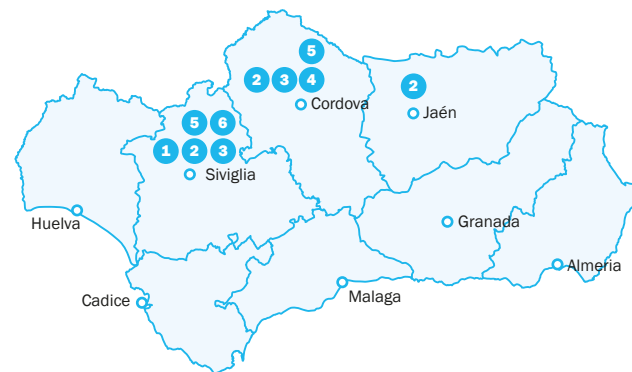 5
2 3 4
Cordova
2
Jaén
5 6
1 2 3
Siviglia
Huelva
Granada
Almeria
Malaga
Cadice